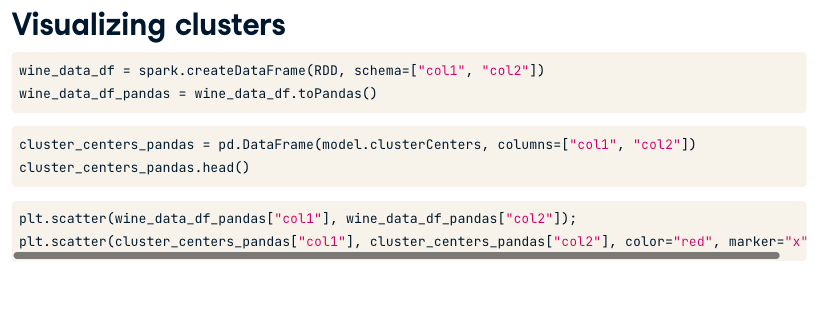 Visualizing clusters
wine_data_df = spark.createDataFrame(RDD, schema=["col1", "col2"])
wine_data_df_pandas = wine_data_df.toPandas()
cluster_centers_pandas = pd.DataFrame(model.clusterCenters, columns=["col1", "col2"])
cluster_centers_pandas.head()
plt.scatter(wine_data_df_pandas["col1"], wine_data_df_pandas["col2"]);
plt.scatter(cluster_centers_pandas["col1"], cluster_centers_pandas["col2"], color="red", marker="x"